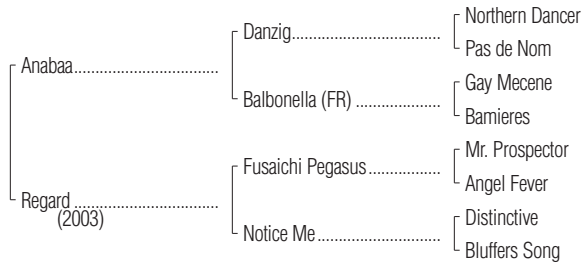 Northern Dancer
Danzig
Pas de Nom
Anabaa
Gay Mecene
Balbonella (FR)
Bamieres
Mr. Prospector
Fusaichi Pegasus
Angel Fever
Regard
(2003)
Distinctive
Notice Me
Bluffers Song